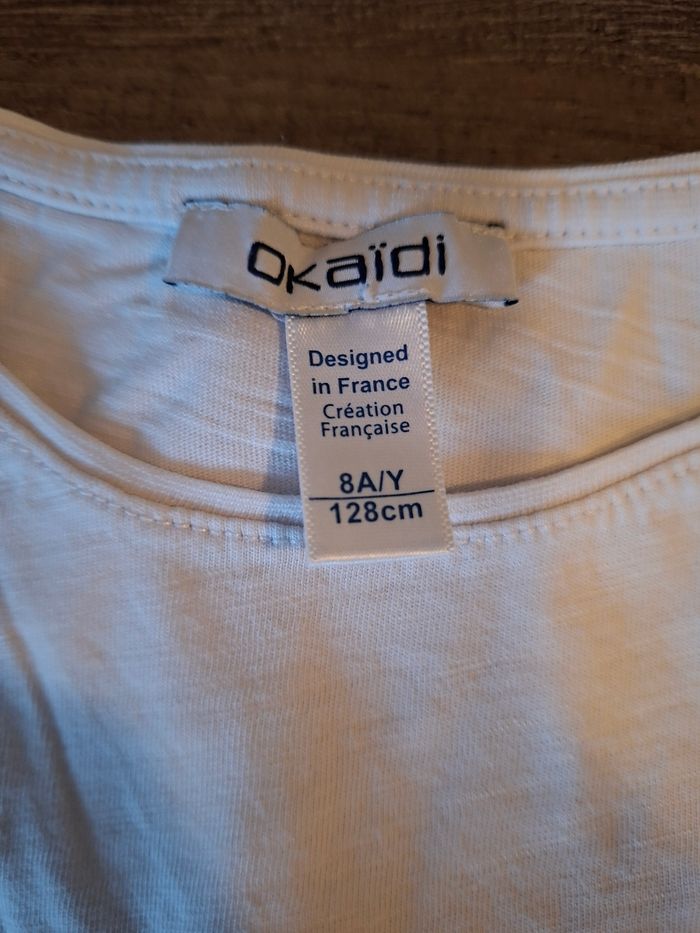 Okaïdi
Designed
in France
Création
Française
8A/Y
128cm